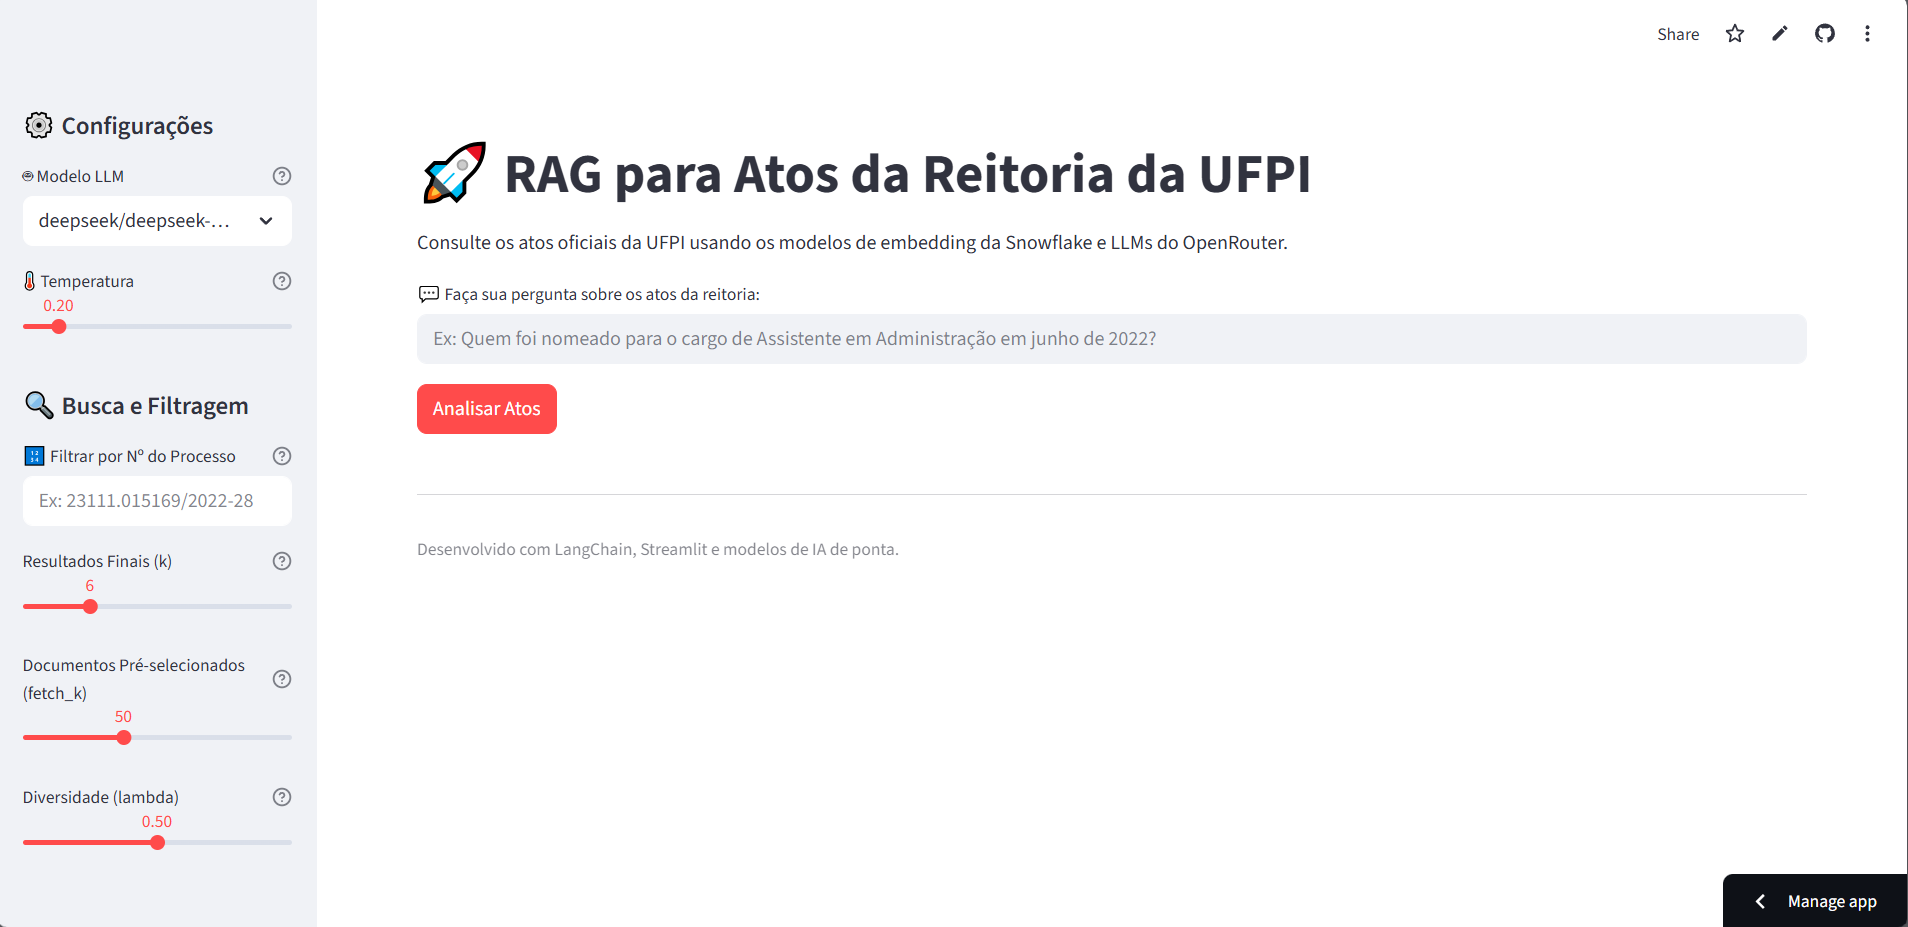 Share
Configurações
Modelo LLM
deepseek/deepseek-...
Temperatura
0.20
Busca e Filtragem
Filtrar por Nº do Processo
Ex: 23111.015169/2022-28
Resultados Finais (k)
6
Documentos Pré-selecionados
(fetch_k)
50
Diversidade (lambda)
0.50
RAG para Atos da Reitoria da UFPI
Consulte os atos oficiais da UFPI usando os modelos de embedding da Snowflake e LLMs do OpenRouter.
Faça sua pergunta sobre os atos da reitoria:
Ex: Quem foi nomeado para o cargo de Assistente em Administração em junho de 2022?
Analisar Atos
Desenvolvido com LangChain, Streamlit e modelos de IA de ponta.
Manage app